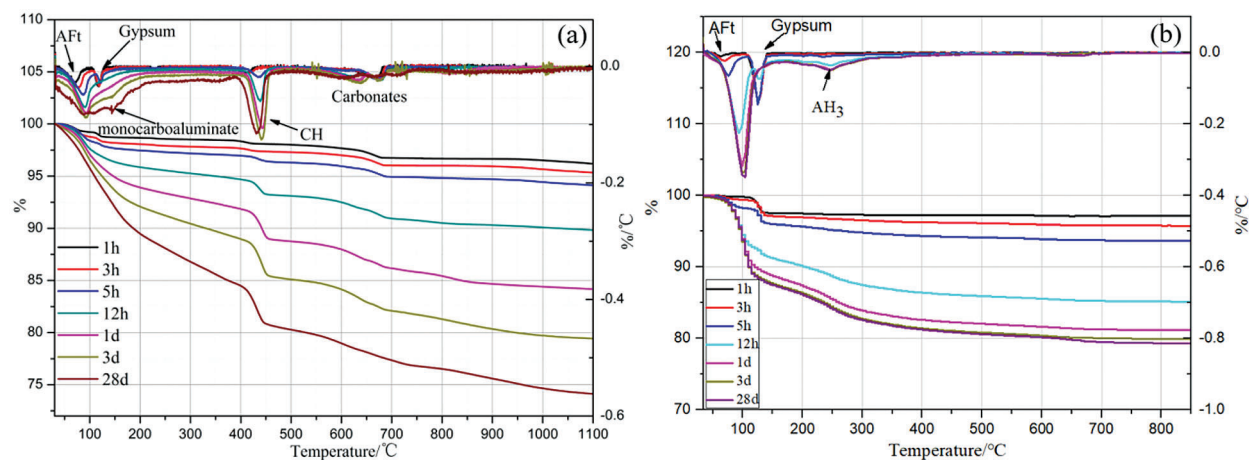 110
105
100
95
90
85
80
75
%
AFt
Gypsum
(a)
monocarboaluminate
Carbonates
CH
1h
3h
5h
12h
1d
3d
28d
0.0
-0.2
-0.4
-0.6
%/℃
100 200 300 400 500 600 700 800 900 1000 1100
Temperature/℃
120
110
100
90
80
70
%
AFt
Gypsum
(b)
AH3
1h
3h
5h
12h
1d
3d
28d
0.0
-0.2
-0.4
-0.6
-0.8
-1.0
%/°C
100 200 300 400 500 600 700 800
Temperature/°C